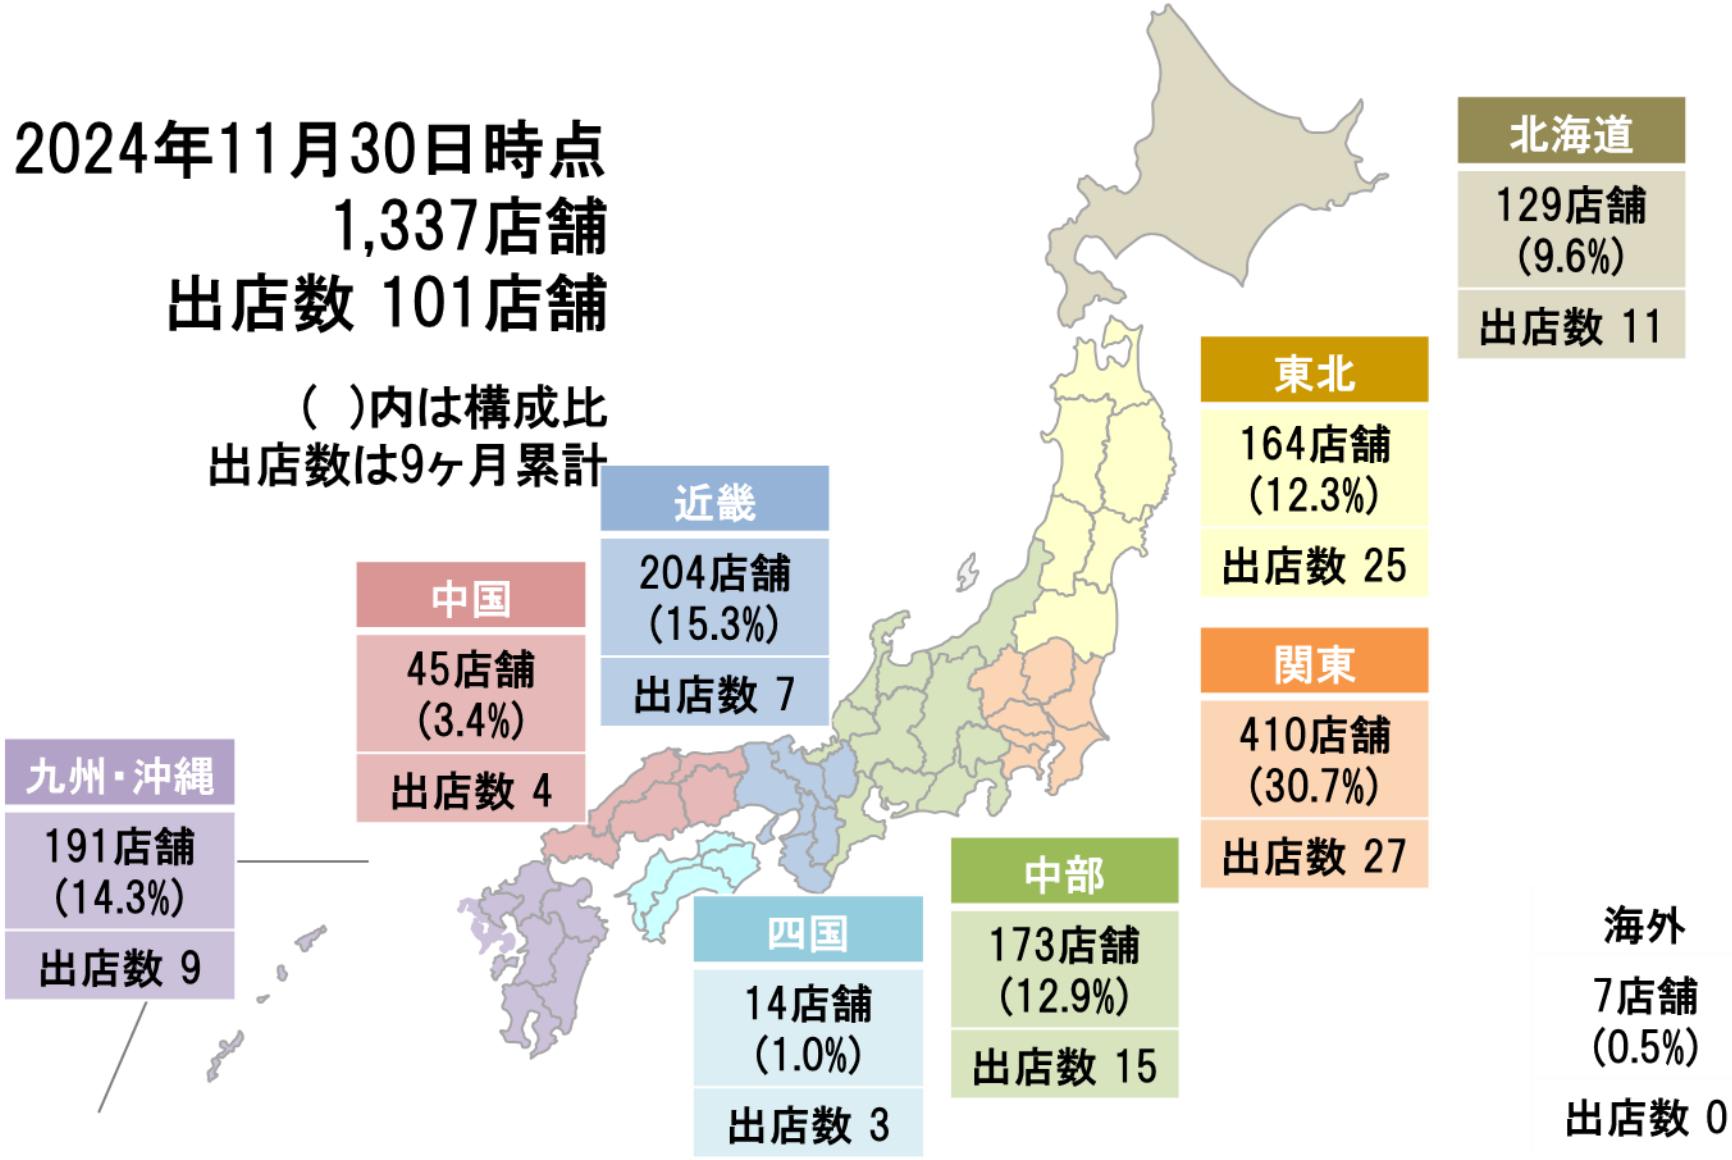 2024年11月30日時点
1,337店舗
出店数 101店舗
(  )内は構成比
出店数は9ヶ月累計
北海道
129店舗
(9.6%)
出店数 11
東北
164店舗
(12.3%)
出店数 25
関東
410店舗
(30.7%)
出店数 27
中部
173店舗
(12.9%)
出店数 15
近畿
204店舗
(15.3%)
出店数 7
中国
45店舗
(3.4%)
出店数 4
四国
14店舗
(1.0%)
出店数 3
九州・沖縄
191店舗
(14.3%)
出店数 9
海外
7店舗
(0.5%)
出店数 0